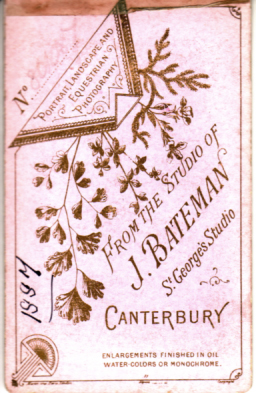 No
PORTRAIT, LANDSCAPE AND
EQUESTRIAN
PHOTOGRAPHY.
FROM THE STUDIO OF
J. BATEMAN
St George's Studio
CANTERBURY
1997
ENLARGEMENTS FINISHED IN OIL
WATER-COLORS OR MONOCHROME.